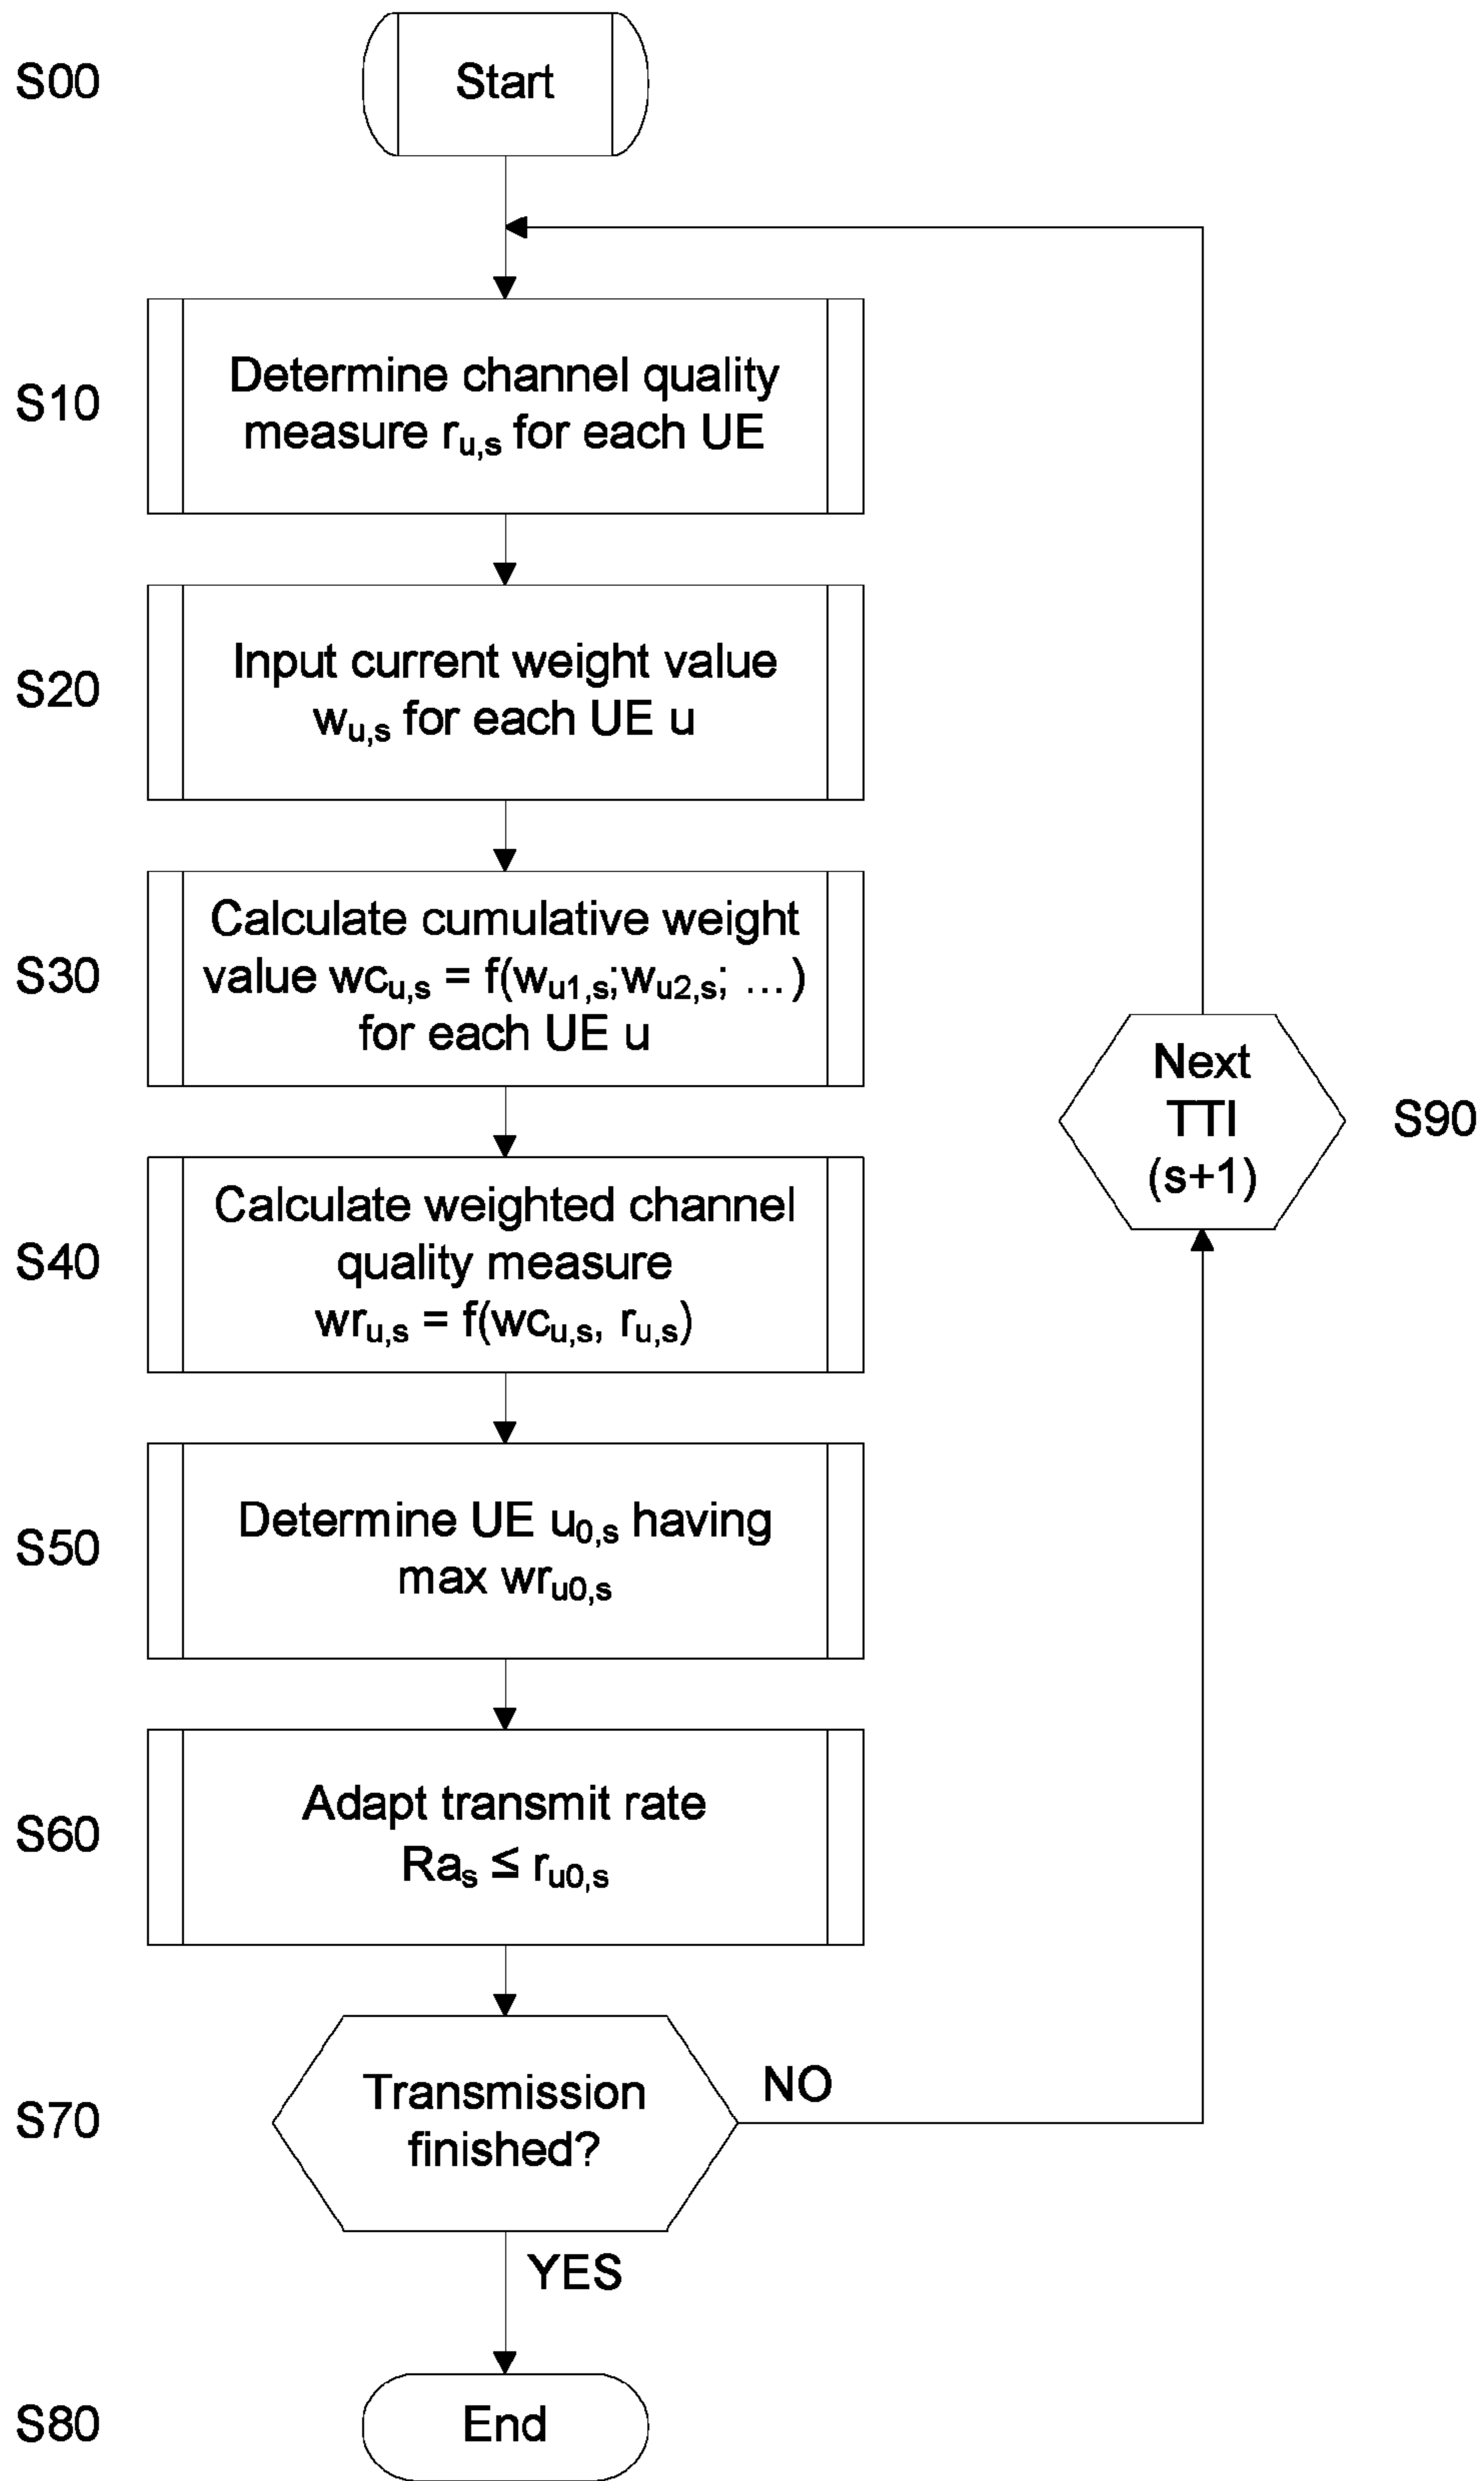 S00
Start
S10
Determine channel quality
measure r_{u,s} for each UE
S20
Input current weight value
w_{u,s} for each UE u
S30
Calculate cumulative weight
value wc_{u,s} = f(w_{u1,s};w_{u2,s}; ...)
for each UE u
S40
Calculate weighted channel
quality measure
wr_{u,s} = f(wc_{u,s}, r_{u,s})
S50
Determine UE u_{0,s} having
max wr_{u0,s}
S60
Adapt transmit rate
Ra_s ≤ r_{u0,s}
S70
Transmission
finished?
NO
YES
S80
End
Next
TTI
(s+1)
S90